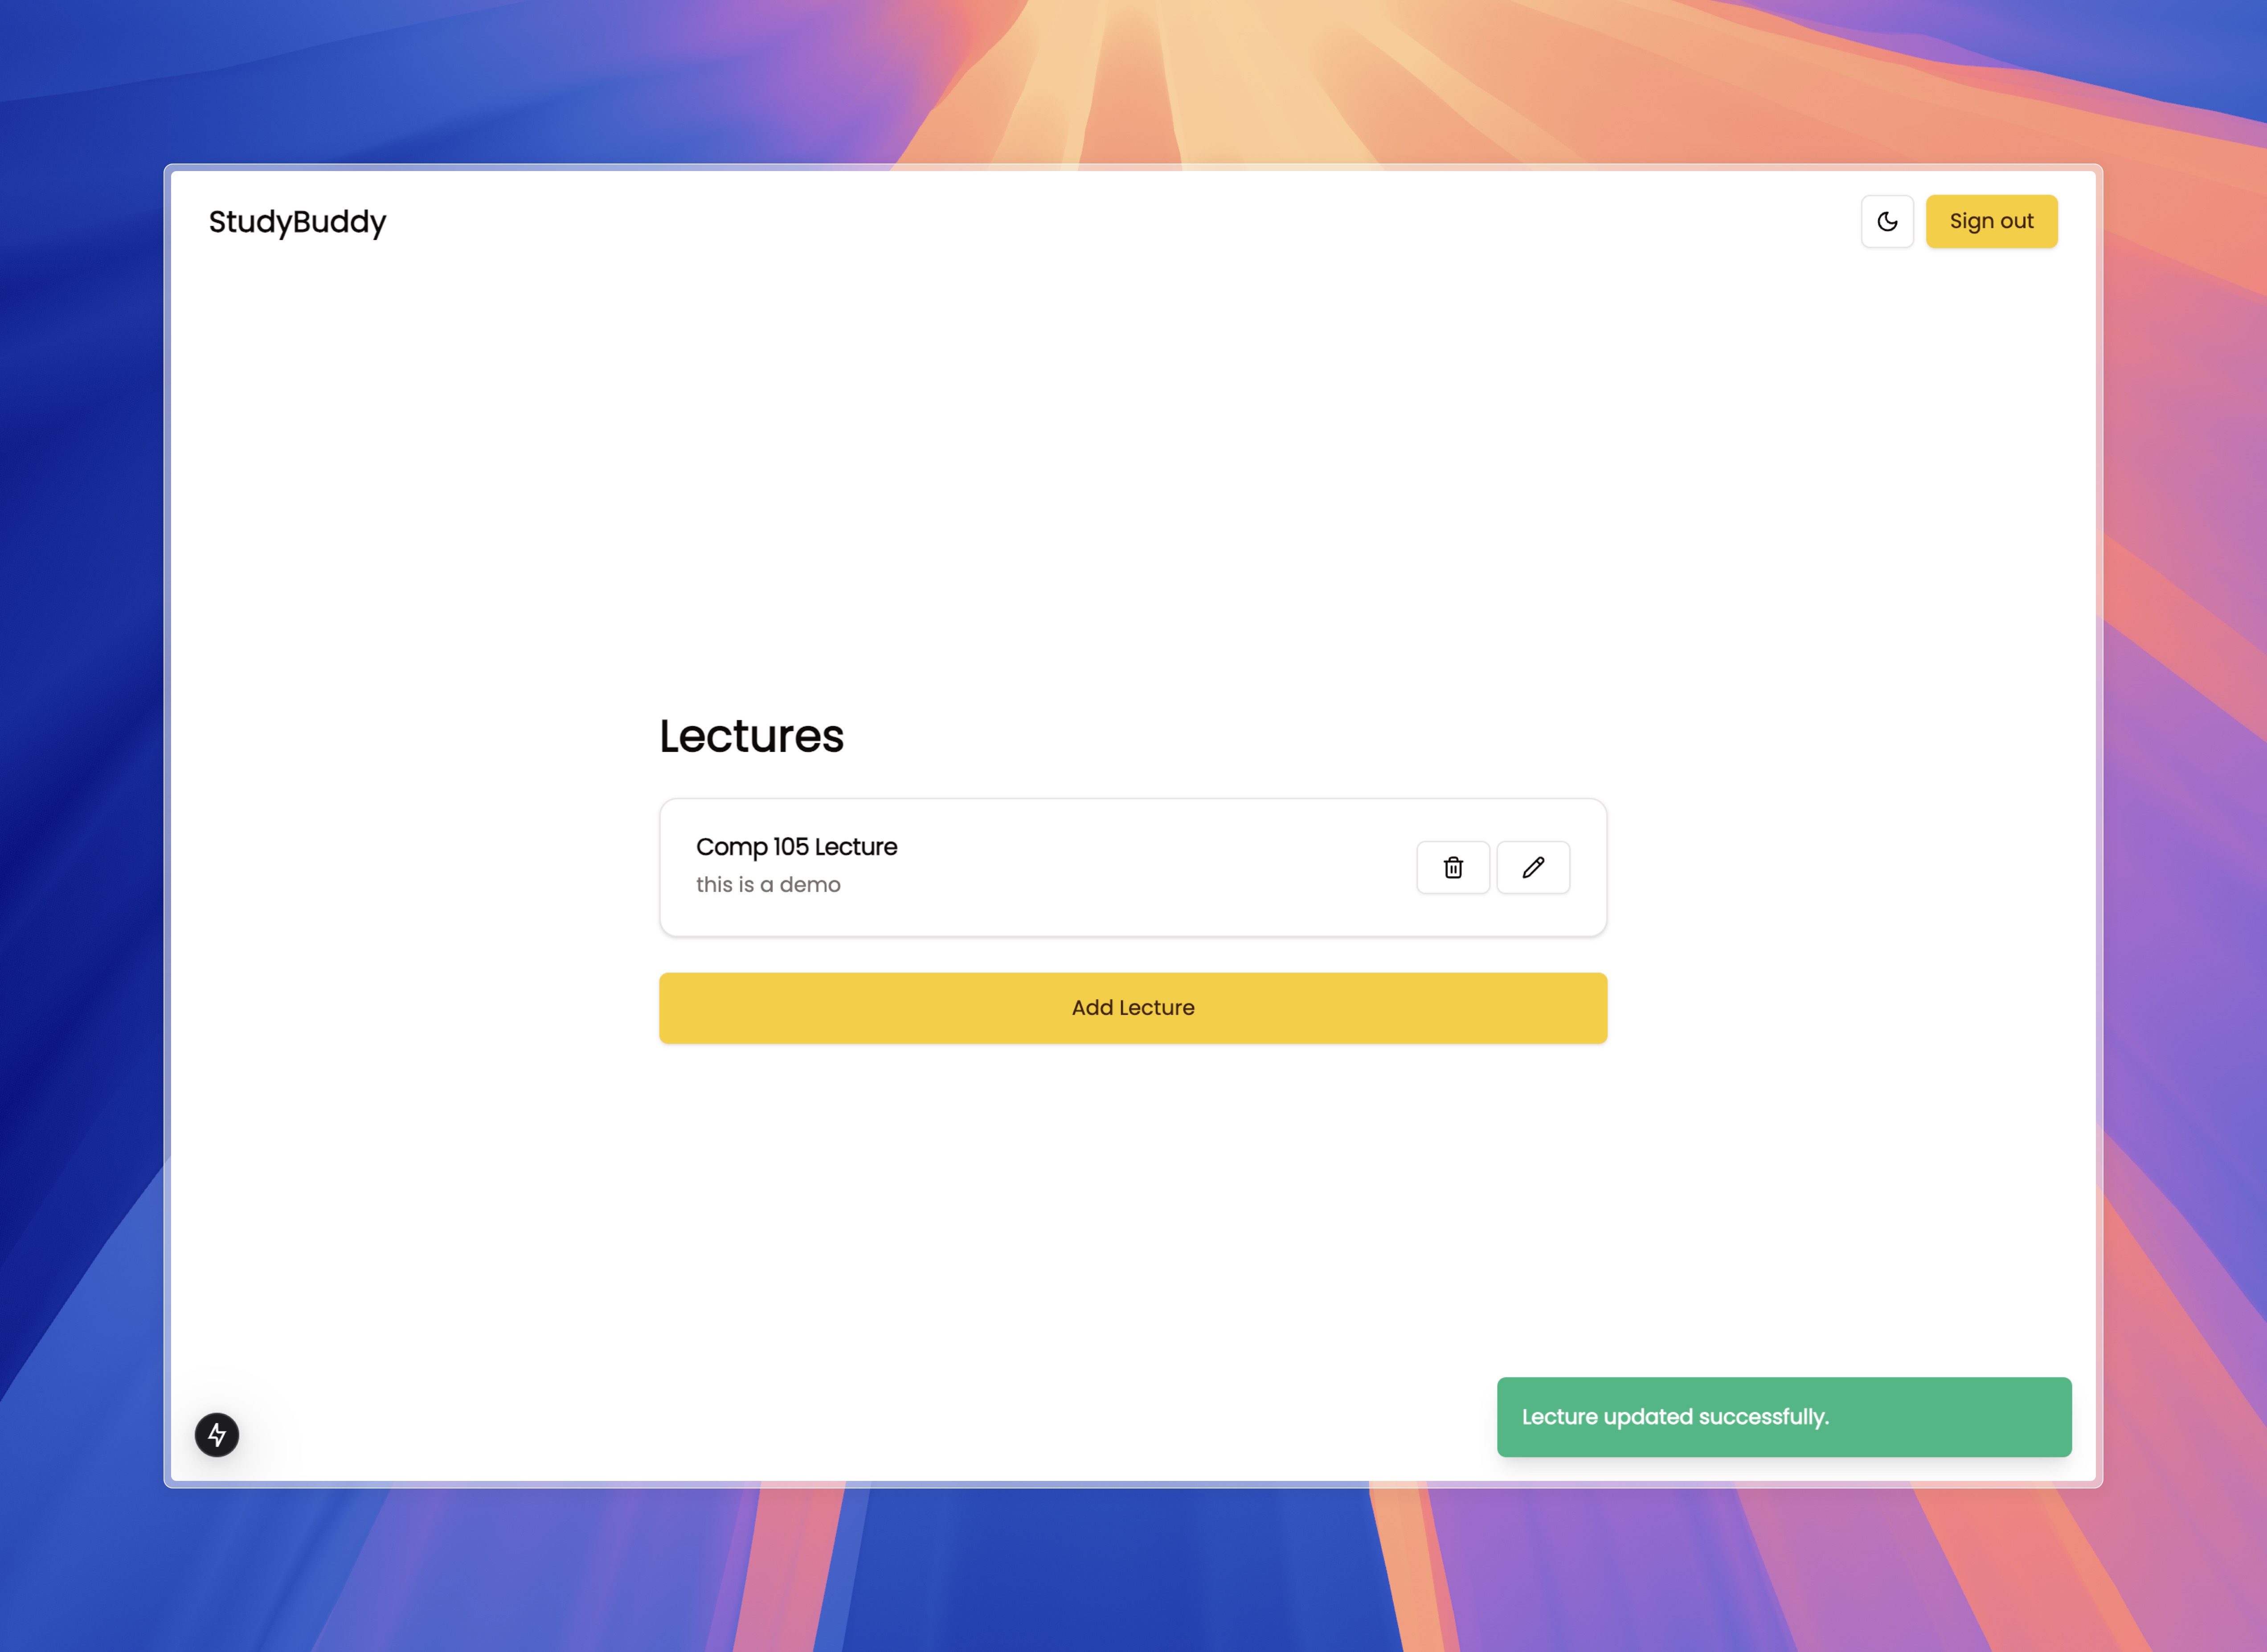 StudyBuddy
Sign out
Lectures
Comp 105 Lecture
this is a demo
Add Lecture
Lecture updated successfully.